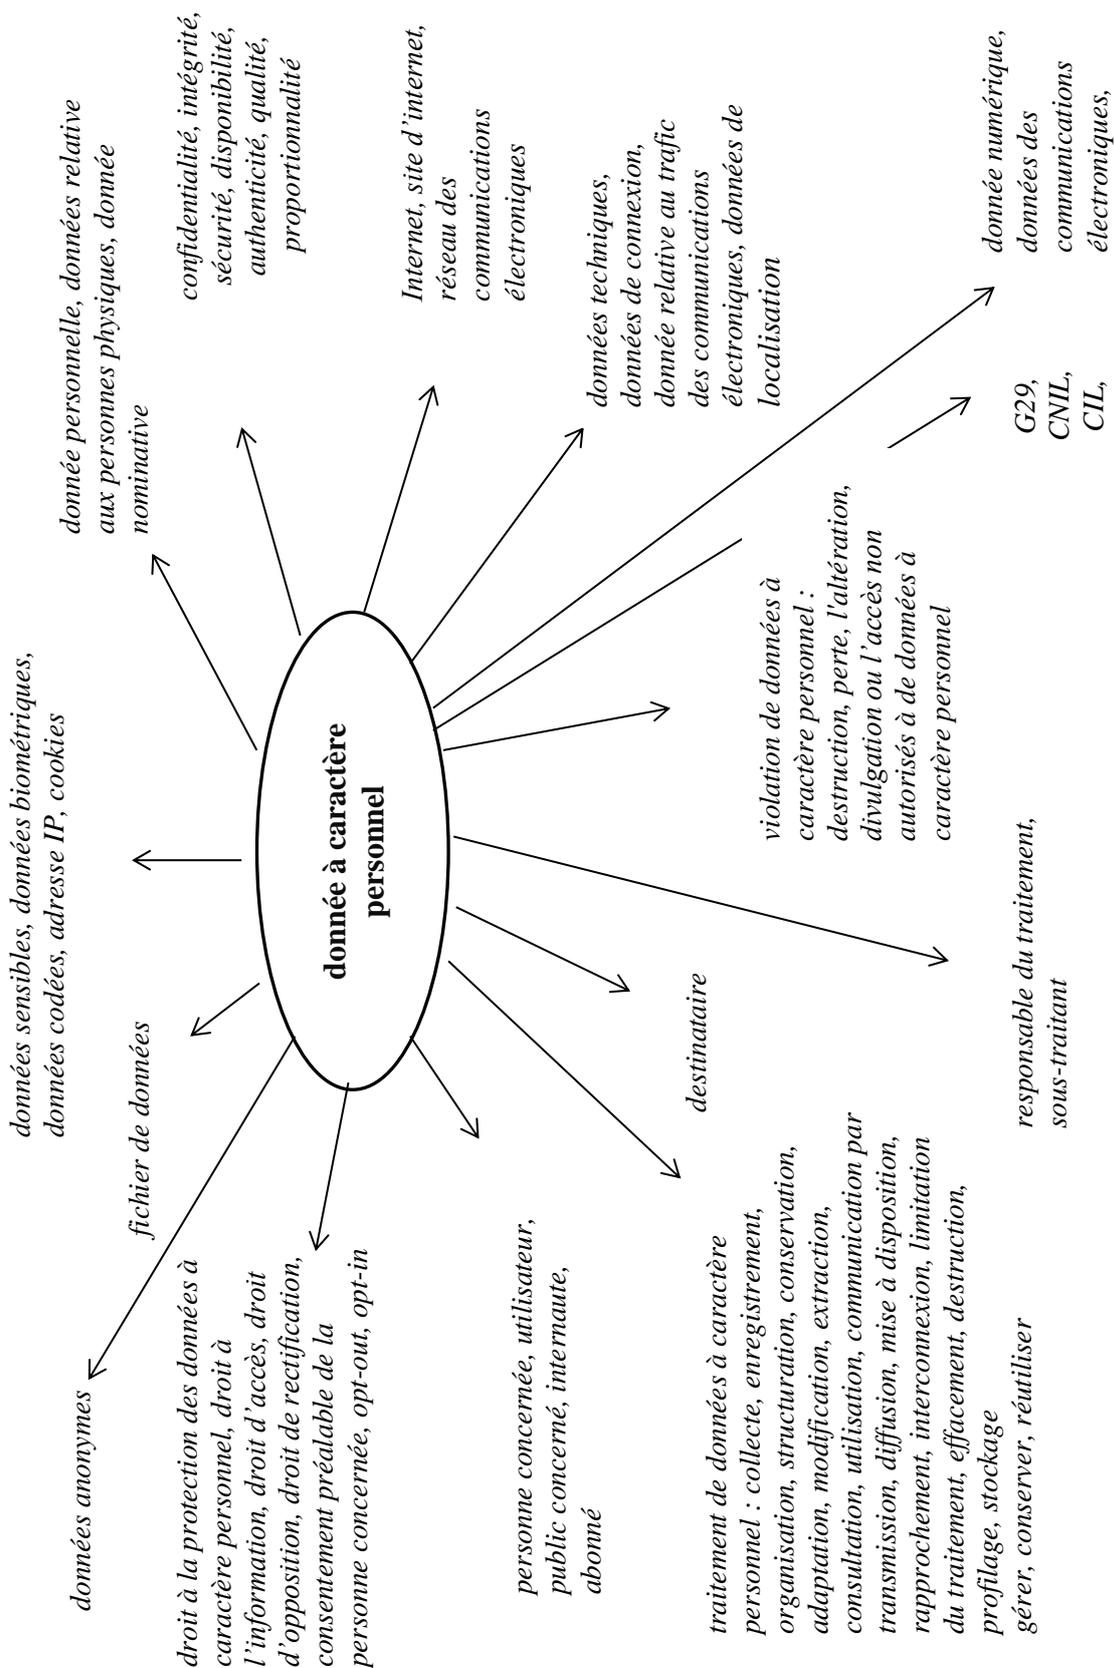 données anonymes
droit à la protection des données à
caractère personnel, droit à
l'information, droit d'accès, droit
d'opposition, droit de rectification,
consentement préalable de la
personne concernée, opt-out, opt-in
personne concernée, utilisateur,
public concerné, internaute,
abonné
traitement de données à caractère
personnel : collecte, enregistrement,
organisation, structuration, conservation,
adaptation, modification, extraction,
consultation, utilisation, communication par
transmission, diffusion, mise à disposition,
rapprochement, interconnexion, limitation
du traitement, effacement, destruction,
profilage, stockage
gérer, conserver, réutiliser
fichier de données
données sensibles, données biométriques,
données codées, adresse IP, cookies
donnée à caractère
personnel
destinataire
responsable du traitement,
sous-traitant
violation de données à
caractère personnel :
destruction, perte, l'altération,
divulgation ou l'accès non
autorisés à de données à
caractère personnel
donnée personnelle, données relative
aux personnes physiques, donnée
nominative
confidentialité, intégrité,
sécurité, disponibilité,
authenticité, qualité,
proportionnalité
Internet, site d'internet,
réseau des
communications
électroniques
données techniques,
données de connexion,
donnée relative au trafic
des communications
électroniques, données de
localisation
G29,
CNIL,
CIL,
donnée numérique,
données des
communications
électroniques,